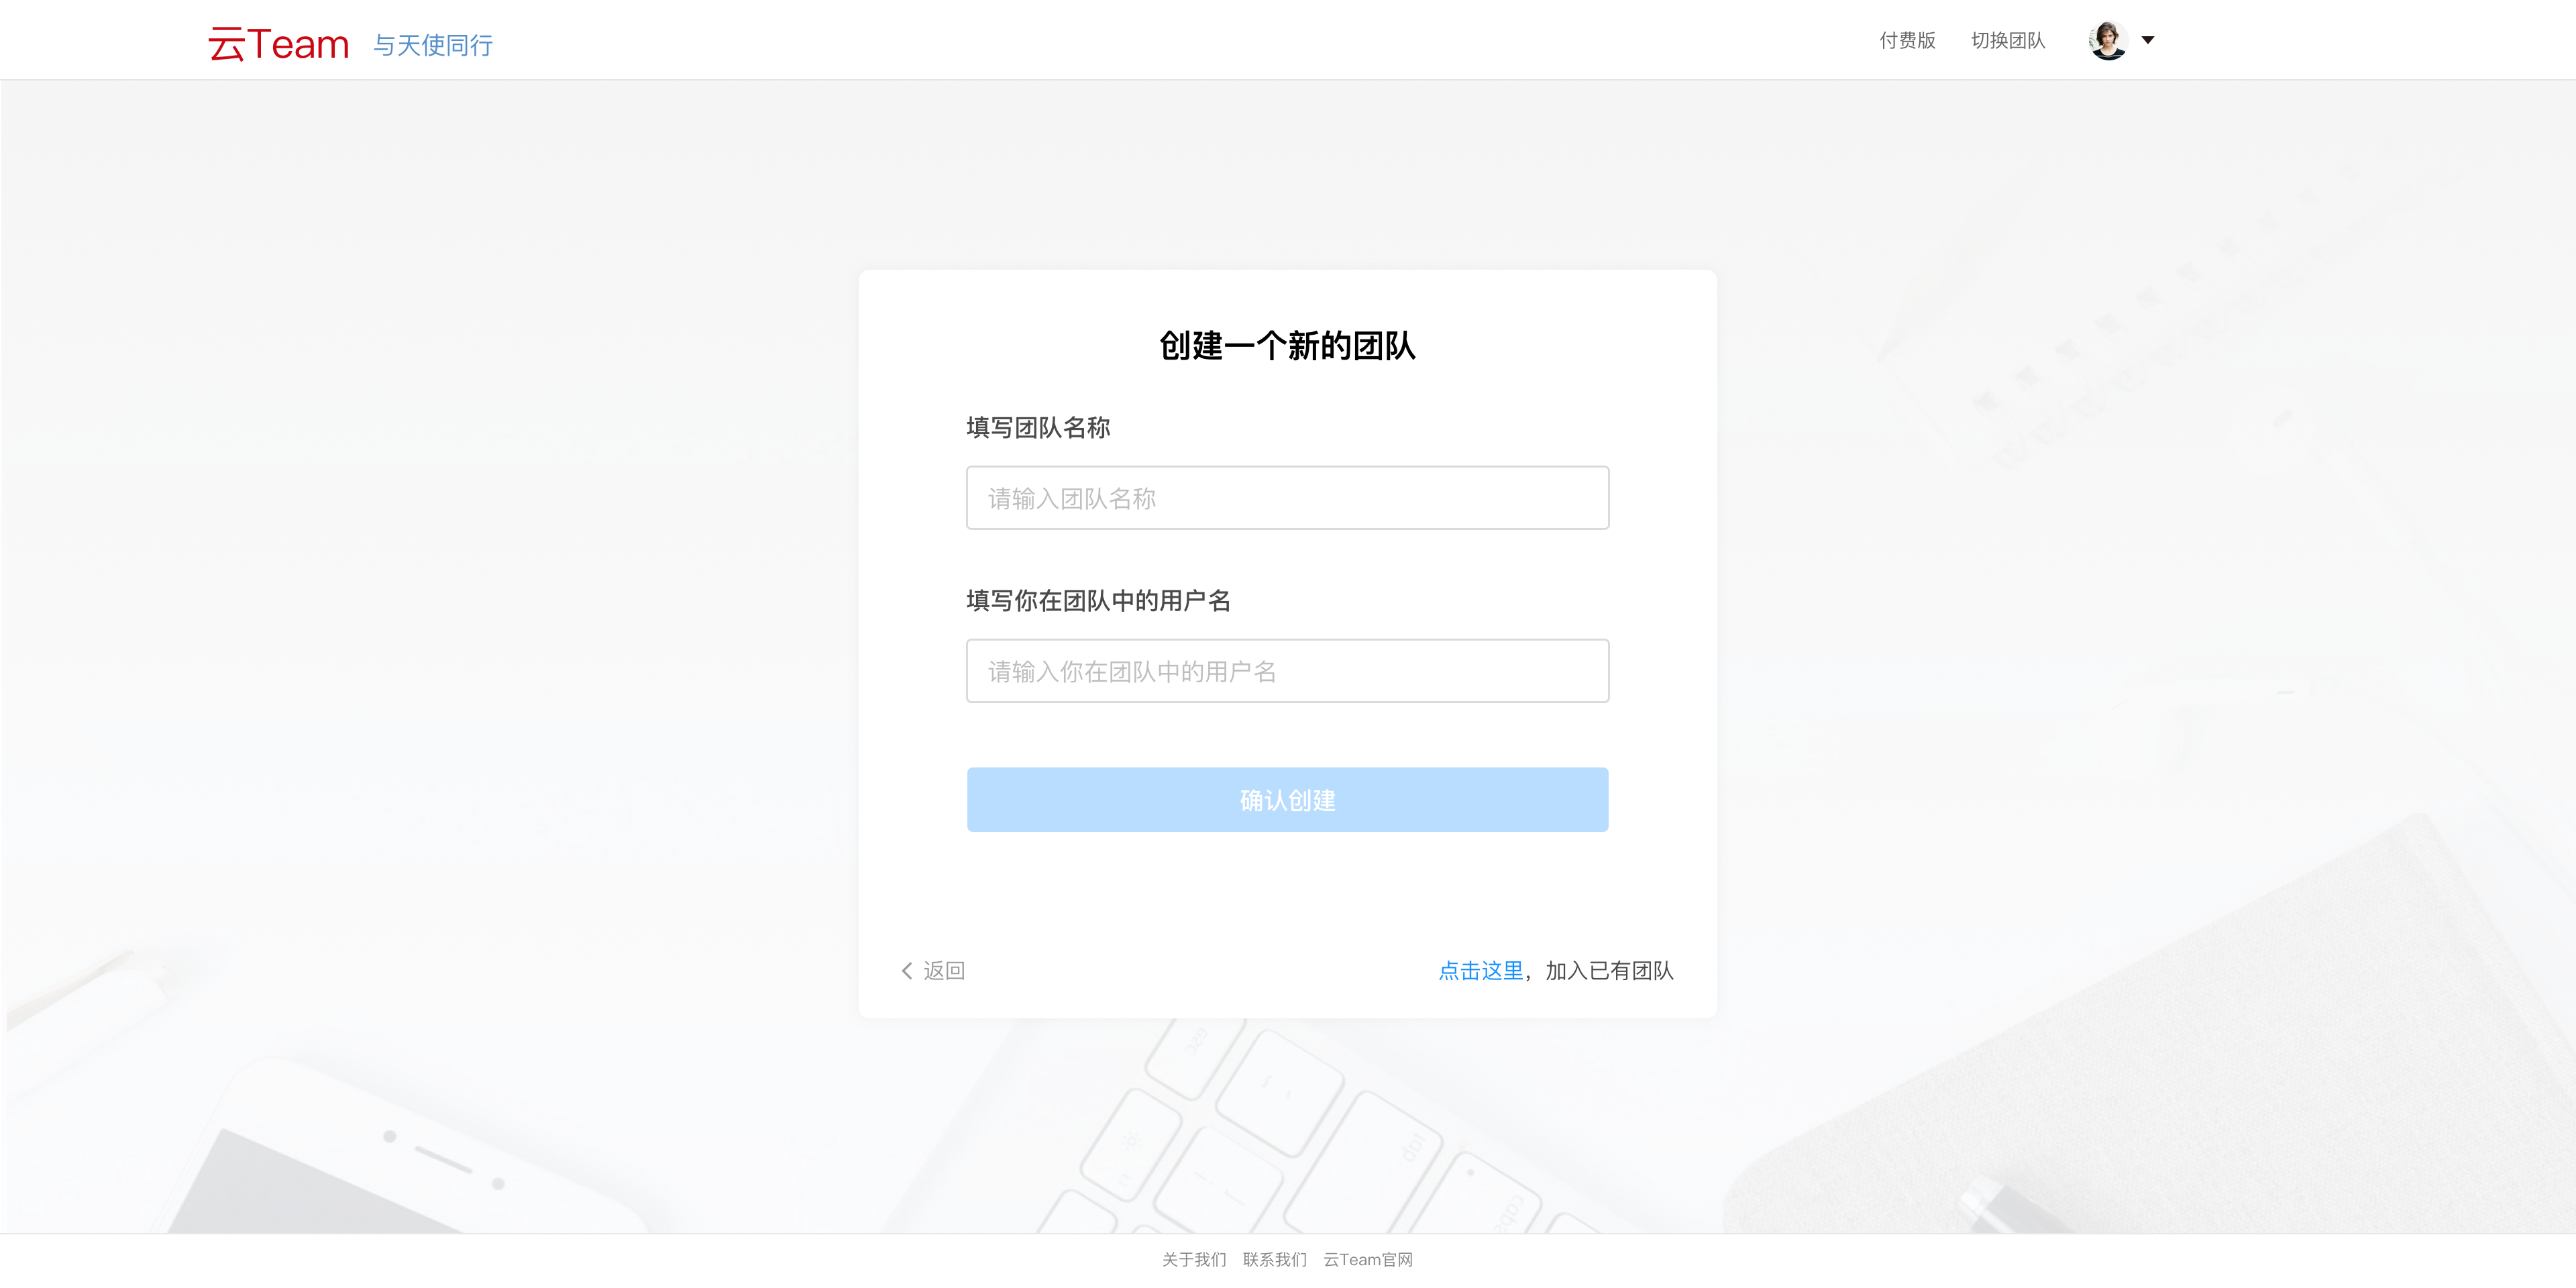 云Team 与天使同行 付费版 切换团队
创建一个新的团队
填写团队名称
请输入团队名称
填写你在团队中的用户名
请输入你在团队中的用户名
确认创建
返回 点击这里，加入已有团队
关于我们 联系我们 云Team官网